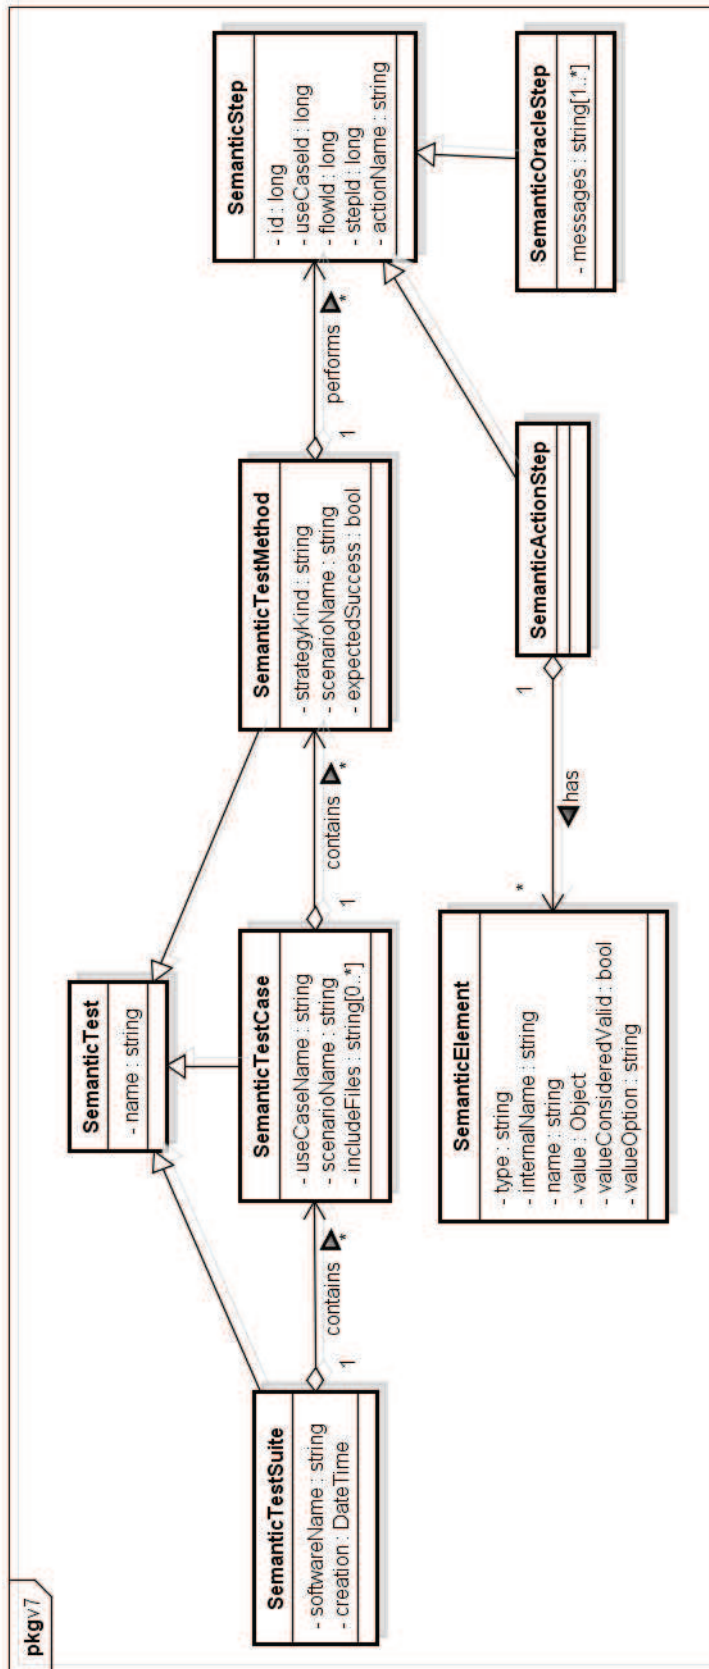 pkg v7
SemanticTest
- name : string
SemanticTestSuite
- softwareName : string
- creation : DateTime
1
contains
*
SemanticTestCase
- useCaseName : string
- scenarioName : string
- includeFiles : string[0..*]
1
contains
*
SemanticTestMethod
- strategyKind : string
- scenarioName : string
- expectedSuccess : bool
1
performs
*
SemanticStep
- id : long
- useCaseId : long
- flowId : long
- stepId : long
- actionName : string
SemanticElement
- type : string
- internalName : string
- name : string
- value : Object
- valueConsideredValid : bool
- valueOption : string
*
has
1
SemanticActionStep
SemanticOracleStep
- messages : string[1..*]